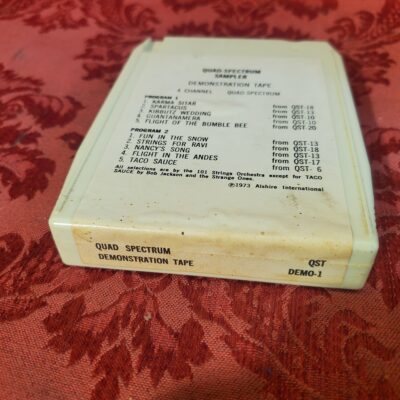 QUAD SPECTRUM
SAMPLER
DEMONSTRATION TAPE
4 CHANNEL QUAD SPECTRUM
PROGRAM 1
1. KARMA SITAR from QST-18
2. SPARTACUS from QST-13
3. KIBBUTZ WEDDING from QST-10
4. GUANTANAMERA from QST-10
5. FLIGHT OF THE BUMBLE BEE from QST-20
PROGRAM 2
1. FUN IN THE SNOW from QST-13
2. STRINGS FOR RAVI from QST-18
3. NANCY'S SONG from QST-13
4. FLIGHT IN THE ANDES from QST-17
5. TACO SAUCE from QST- 6
All selections are by the 101 Strings Orchestra except for TACO
SAUCE by Bob Jackson and the Strange Ones.
℗1973 Alshire International
QUAD SPECTRUM QST
DEMONSTRATION TAPE DEMO-1